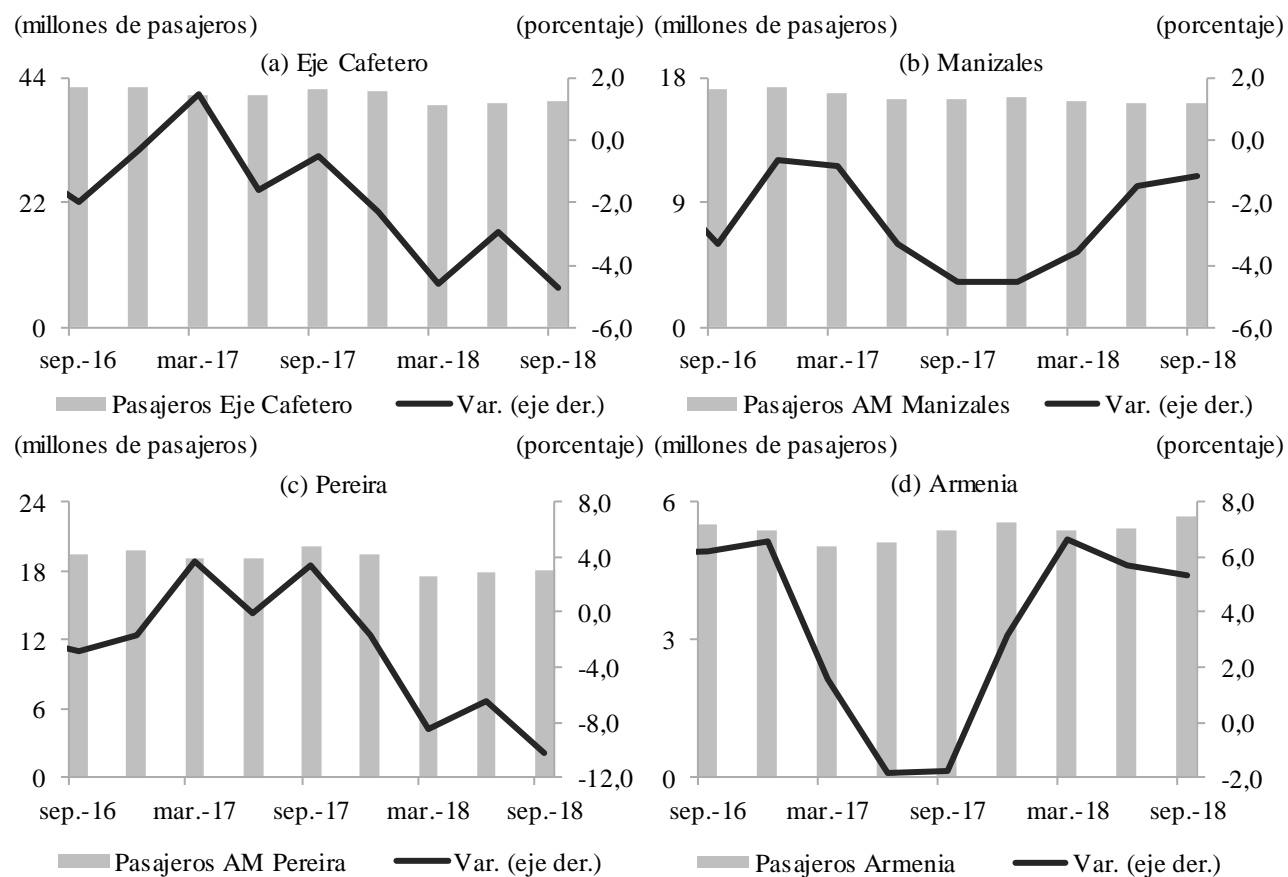 (millones de pasajeros) (porcentaje)
(a) Eje Cafetero
44 2,0
0,0
22 -2,0
-4,0
0 -6,0
sep.-16 mar.-17 sep.-17 mar.-18 sep.-18
Pasajeros Eje Cafetero Var. (eje der.)
(millones de pasajeros) (porcentaje)
(b) Manizales
18 2,0
0,0
9 -2,0
-4,0
0 -6,0
sep.-16 mar.-17 sep.-17 mar.-18 sep.-18
Pasajeros AM Manizales Var. (eje der.)
(millones de pasajeros) (porcentaje)
(c) Pereira
24 8,0
4,0
18 0,0
12 -4,0
6 -8,0
0 -12,0
sep.-16 mar.-17 sep.-17 mar.-18 sep.-18
Pasajeros AM Pereira Var. (eje der.)
(millones de pasajeros) (porcentaje)
(d) Armenia
6 8,0
6,0
4,0
3 2,0
0,0
0 -2,0
sep.-16 mar.-17 sep.-17 mar.-18 sep.-18
Pasajeros Armenia Var. (eje der.)